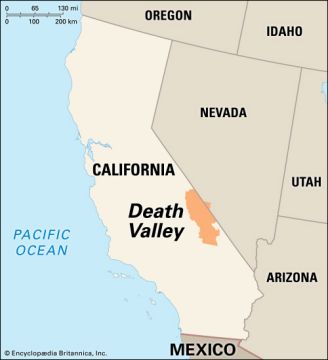 0 65 130 mi
0 100 200 km
OREGON
IDAHO
NEVADA
UTAH
CALIFORNIA
Death
Valley
PACIFIC
OCEAN
ARIZONA
MEXICO
© Encyclopædia Britannica, Inc.